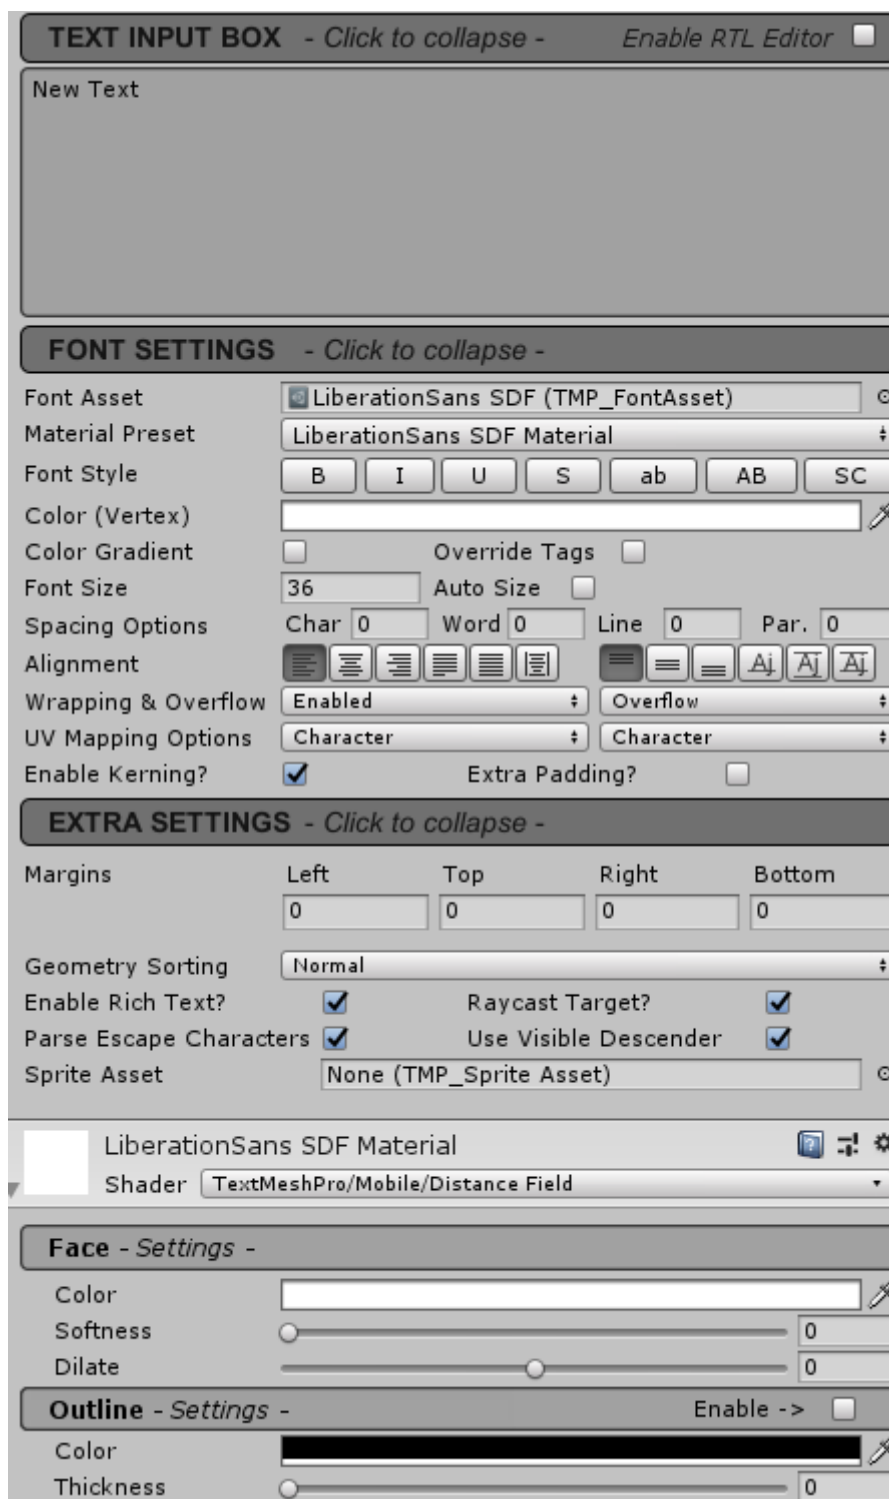 TEXT INPUT BOX - Click to collapse - Enable RTL Editor
New Text
FONT SETTINGS - Click to collapse -
Font Asset LiberationSans SDF (TMP_FontAsset)
Material Preset LiberationSans SDF Material
Font Style B I U S ab AB SC
Color (Vertex)
Color Gradient Override Tags
Font Size 36 Auto Size
Spacing Options Char 0 Word 0 Line 0 Par. 0
Alignment Aj Aj Aj
Wrapping & Overflow Enabled Overflow
UV Mapping Options Character Character
Enable Kerning? Extra Padding?
EXTRA SETTINGS - Click to collapse -
Margins Left Top Right Bottom
0 0 0 0
Geometry Sorting Normal
Enable Rich Text? Raycast Target?
Parse Escape Characters Use Visible Descender
Sprite Asset None (TMP_Sprite Asset)
LiberationSans SDF Material
Shader TextMeshPro/Mobile/Distance Field
Face - Settings -
Color
Softness 0
Dilate 0
Outline - Settings - Enable ->
Color
Thickness 0